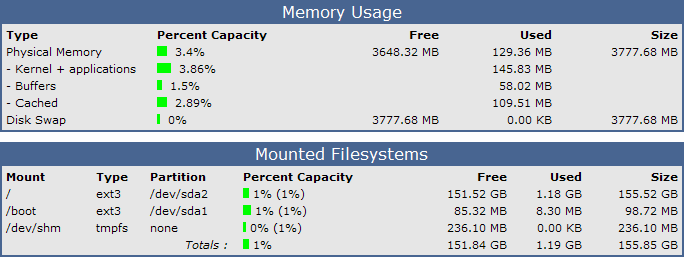 Memory Usage
Type Percent Capacity Free Used Size
Physical Memory 3.4% 3648.32 MB 129.36 MB 3777.68 MB
- Kernel + applications 3.86% 145.83 MB
- Buffers 1.5% 58.02 MB
- Cached 2.89% 109.51 MB
Disk Swap 0% 3777.68 MB 0.00 KB 3777.68 MB
Mounted Filesystems
Mount Type Partition Percent Capacity Free Used Size
/ ext3 /dev/sda2 1% (1%) 151.52 GB 1.18 GB 155.52 GB
/boot ext3 /dev/sda1 1% (1%) 85.32 MB 8.30 MB 98.72 MB
/dev/shm tmpfs none 0% (1%) 236.10 MB 0.00 KB 236.10 MB
Totals : 1% 151.84 GB 1.19 GB 155.85 GB